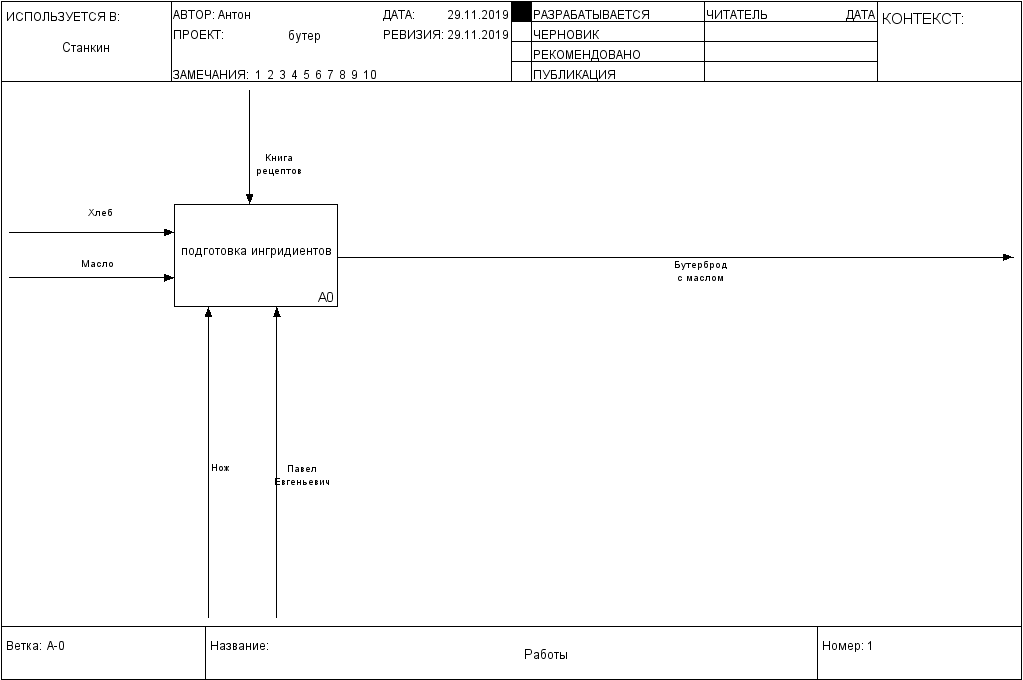 ИСПОЛЬЗУЕТСЯ В:
Станкин
АВТОР: Антон
ДАТА: 29.11.2019
ПРОЕКТ: бутер
РЕВИЗИЯ: 29.11.2019
ЗАМЕЧАНИЯ: 1 2 3 4 5 6 7 8 9 10
РАЗРАБАТЫВАЕТСЯ
ЧЕРНОВИК
РЕКОМЕНДОВАНО
ПУБЛИКАЦИЯ
ЧИТАТЕЛЬ ДАТА
КОНТЕКСТ:
Книга
рецептов
Хлеб
Масло
подготовка ингридиентов
A0
Бутерброд
с маслом
Нож
Павел
Евгеньевич
Ветка: A-0
Название:
Работы
Номер: 1